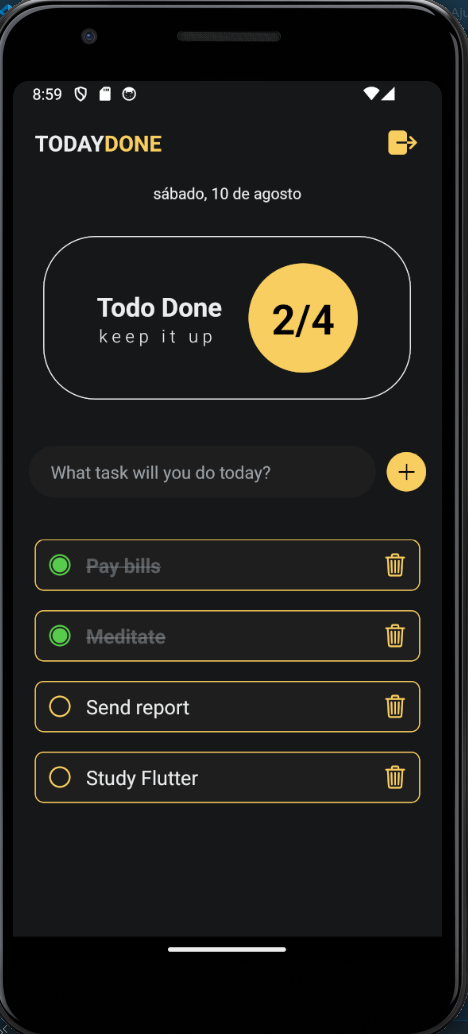 8:59
TODAYDONE
sábado, 10 de agosto
Todo Done
keep it up
2/4
What task will you do today?
Pay bills
Meditate
Send report
Study Flutter